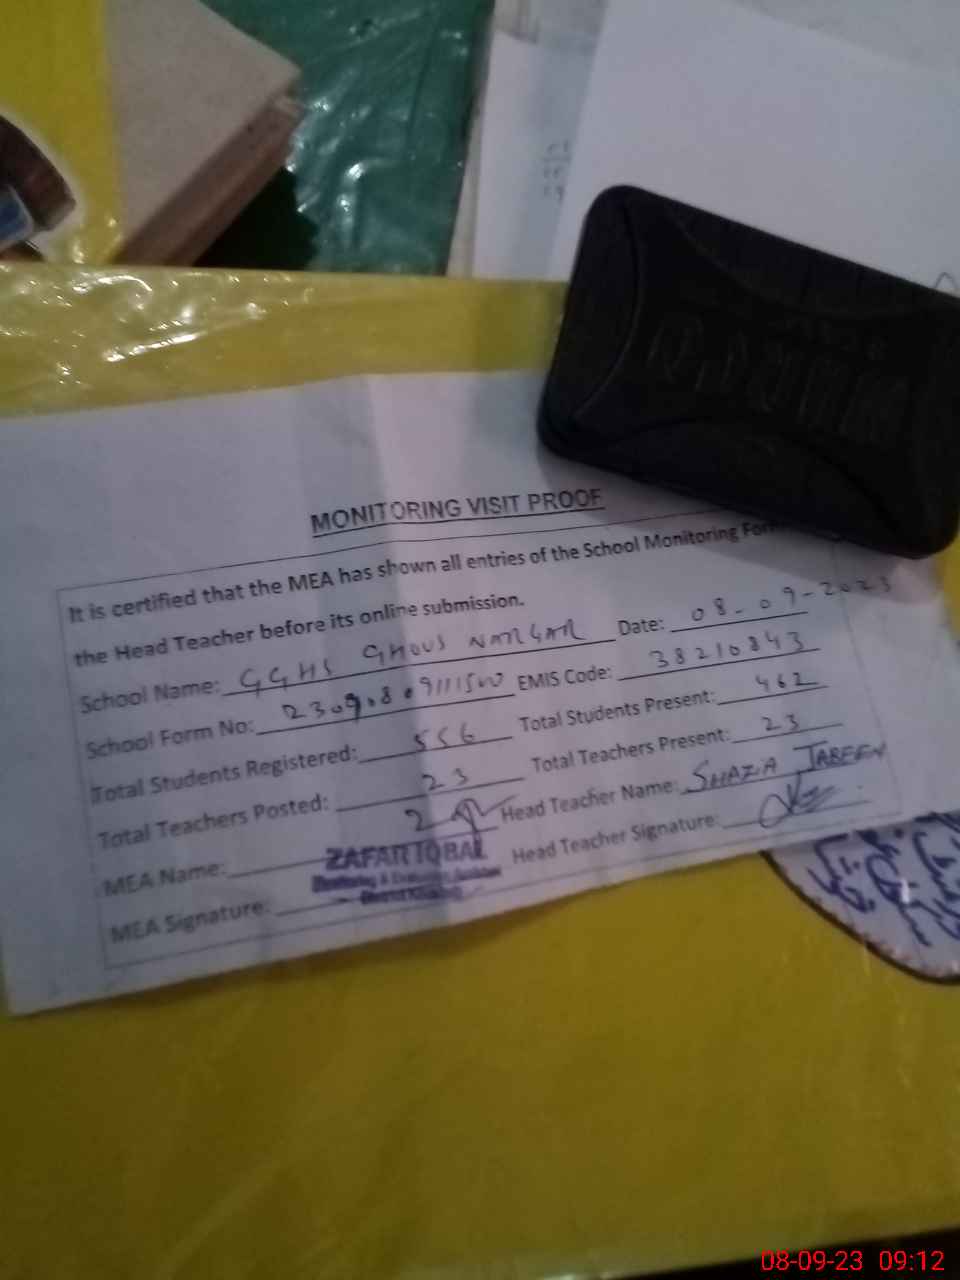 MONITORING VISIT PROOF
It is certified that the MEA has shown all entries of the School Monitoring
the Head Teacher before its online submission.
School Name: GGHS GHOUS NAGAR Date: 08-09-2023
School Form No: EMIS Code: 38210843
Total Students Registered: 556 Total Students Present: 462
Total Teachers Posted: 23 Total Teachers Present: 23
MEA Name: Head Teacher Name: SHAZIA JABEEN
ZAFAR IQBAL
MEA Signature: Head Teacher Signature:
08-09-23 09:12